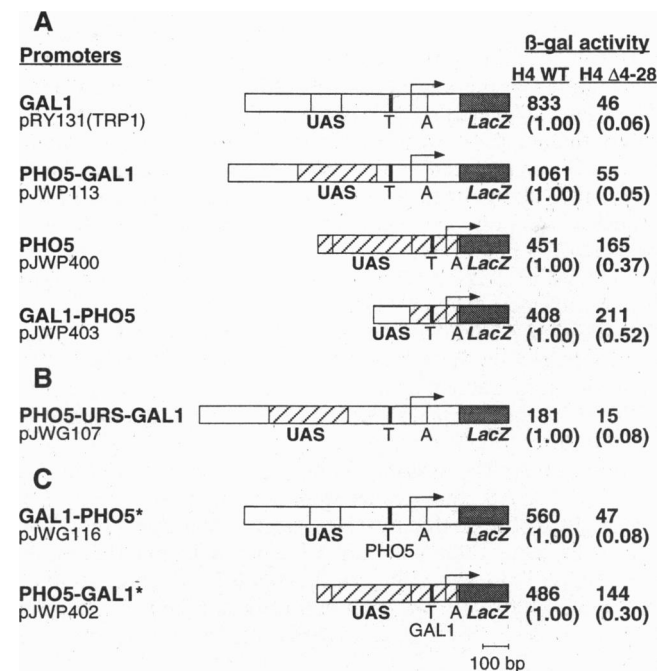 A
Promoters
ß-gal activity
H4 WT H4 Δ4-28
GAL1
pRY131(TRP1)
UAS T A LacZ
833 46
(1.00) (0.06)
PHO5-GAL1
pJWP113
UAS T A LacZ
1061 55
(1.00) (0.05)
PHO5
pJWP400
UAS T A LacZ
451 165
(1.00) (0.37)
GAL1-PHO5
pJWP403
UAS T A LacZ
408 211
(1.00) (0.52)
B
PHO5-URS-GAL1
pJWG107
UAS T A LacZ
181 15
(1.00) (0.08)
C
GAL1-PHO5*
pJWG116
UAS T A LacZ
PHO5
560 47
(1.00) (0.08)
PHO5-GAL1*
pJWP402
UAS T A LacZ
GAL1
486 144
(1.00) (0.30)
100 bp